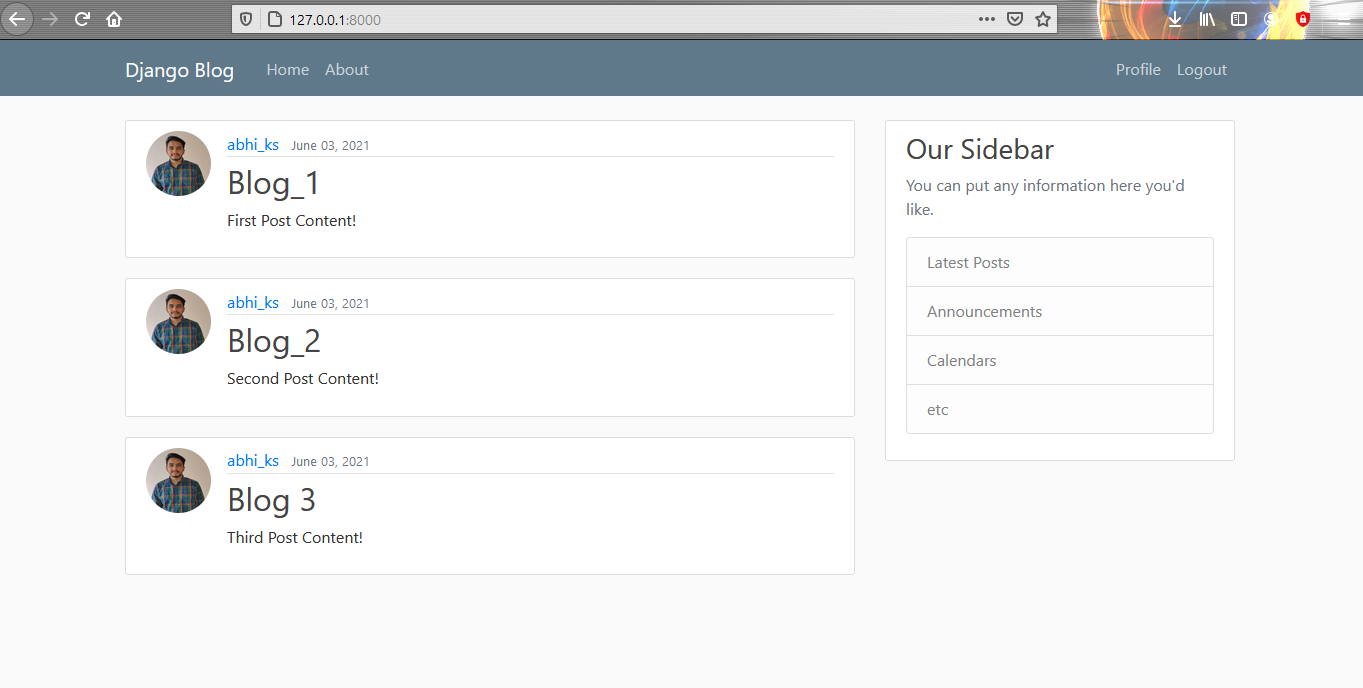 127.0.0.1:8000
Django Blog Home About Profile Logout
abhi_ks June 03, 2021
Blog_1
First Post Content!
abhi_ks June 03, 2021
Blog_2
Second Post Content!
abhi_ks June 03, 2021
Blog 3
Third Post Content!
Our Sidebar
You can put any information here you'd
like.
Latest Posts
Announcements
Calendars
etc